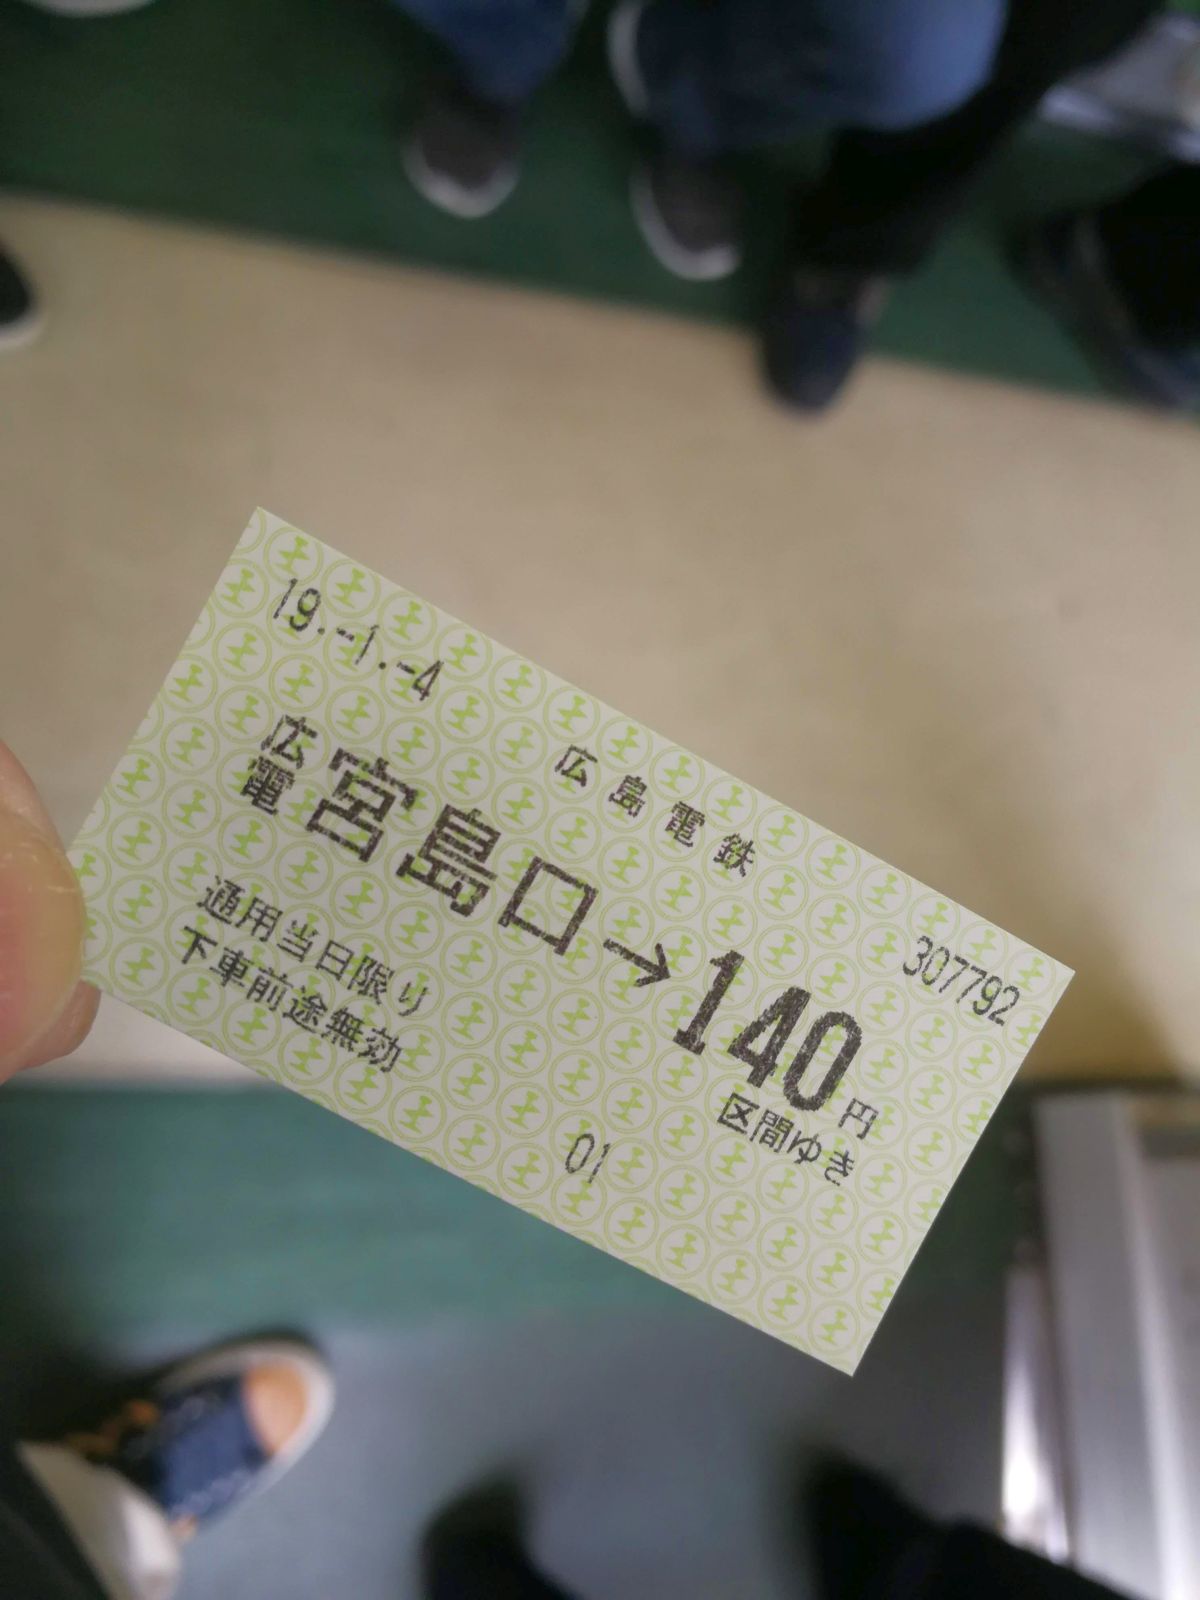 19.-1.-4
広島電鉄
307792
広電宮島口→140円
区間ゆき
通用当日限り
下車前途無効
01